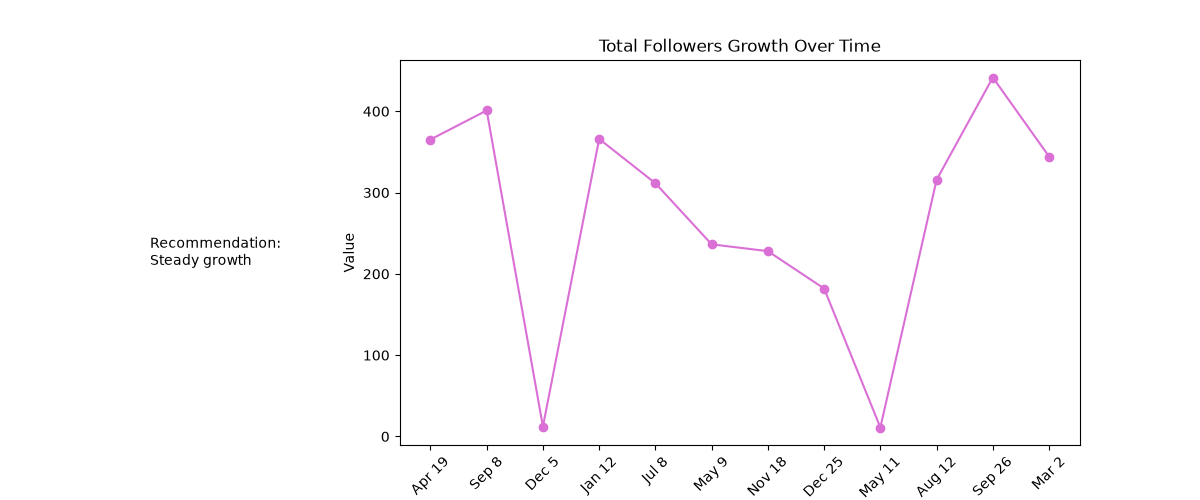 Total Followers Growth Over Time
Recommendation:
Steady growth
Value
400
300
200
100
0
Apr 19
Sep 8
Dec 5
Jan 12
Jul 8
May 9
Nov 18
Dec 25
May 11
Aug 12
Sep 26
Mar 2